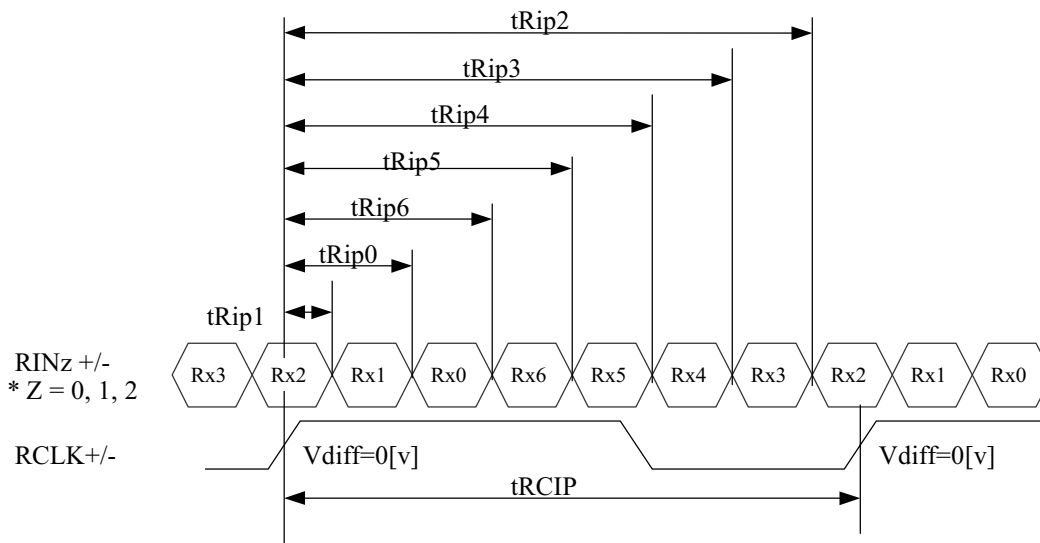 tRip2
tRip3
tRip4
tRip5
tRip6
tRip0
tRip1
RINz +/-
* Z = 0, 1, 2
Rx3 Rx2 Rx1 Rx0 Rx6 Rx5 Rx4 Rx3 Rx2 Rx1 Rx0
RCLK+/- Vdiff=0[v] Vdiff=0[v]
tRCIP